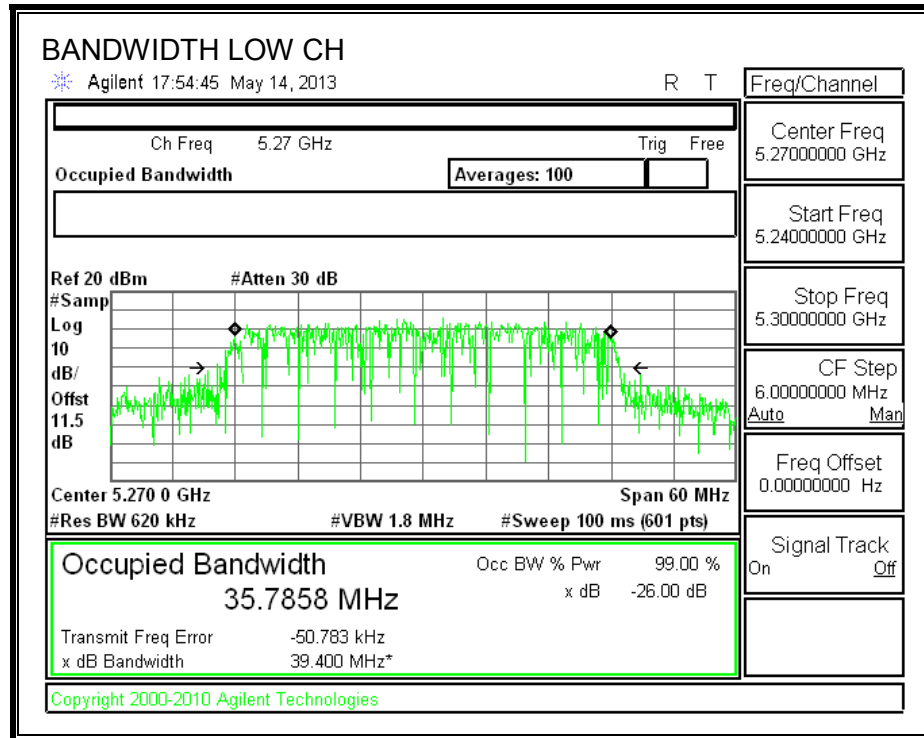 BANDWIDTH LOW CH
Agilent 17:54:45 May 14, 2013 R T
Ch Freq 5.27 GHz Trig Free
Occupied Bandwidth Averages: 100
Ref 20 dBm #Atten 30 dB
#Samp
Log
10
dB/
Offst
11.5
dB
Center 5.270 0 GHz Span 60 MHz
#Res BW 620 kHz #VBW 1.8 MHz #Sweep 100 ms (601 pts)
Occupied Bandwidth Occ BW % Pwr 99.00 %
35.7858 MHz x dB -26.00 dB
Transmit Freq Error -50.783 kHz
x dB Bandwidth 39.400 MHz*
Copyright 2000-2010 Agilent Technologies
Freq/Channel
Center Freq
5.27000000 GHz
Start Freq
5.24000000 GHz
Stop Freq
5.30000000 GHz
CF Step
6.00000000 MHz
Auto Man
Freq Offset
0.00000000 Hz
Signal Track
On Off